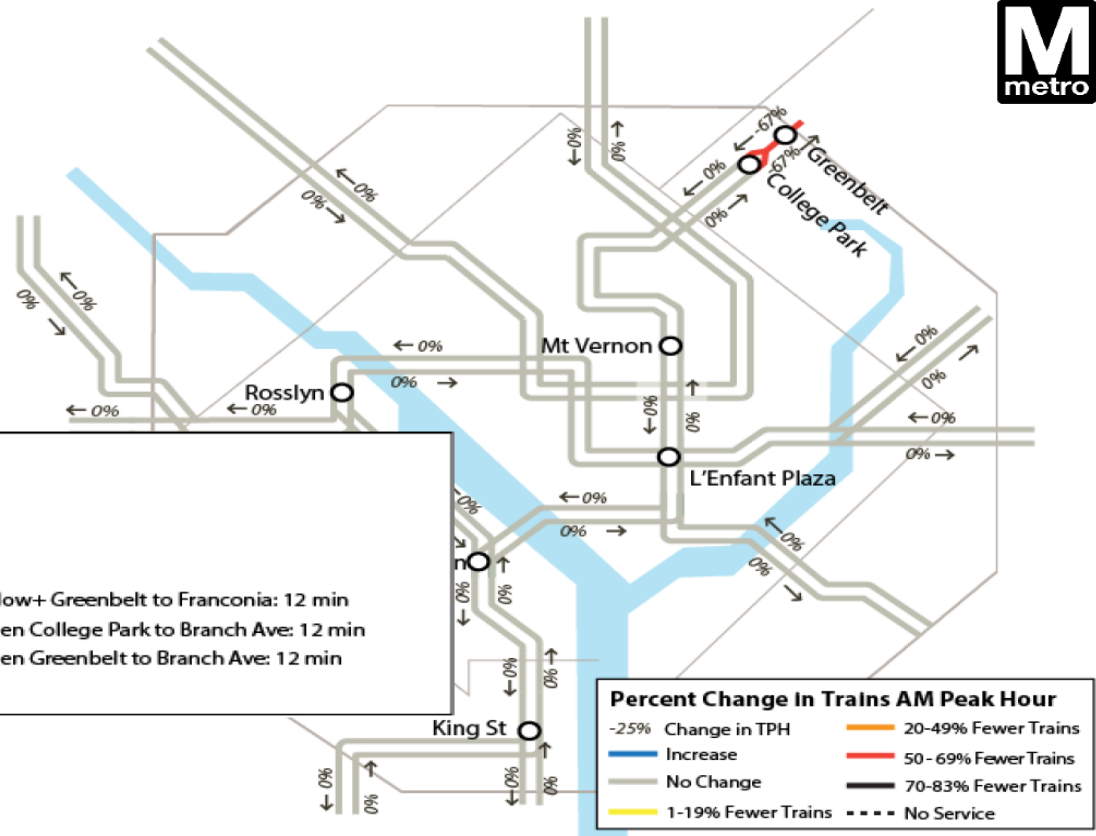 M
metro
-67%
←0%
0%→
←0%
0%→
-67%
Greenbelt
College Park
←0%
0%→
←0%
0%→
Mt Vernon
←0%
0%→
Rosslyn
←0%
←0%
←0%
0%→
←0%
0%→
←0%
0%→
L'Enfant Plaza
←0%
←0%
0%→
←0%
0%→
n
←0%
0%→
low+ Greenbelt to Franconia: 12 min
en College Park to Branch Ave: 12 min
en Greenbelt to Branch Ave: 12 min
←0%
0%→
King St
←0%
0%→
←0%
0%→
Percent Change in Trains AM Peak Hour
-25% Change in TPH
Increase
No Change
1-19% Fewer Trains
20-49% Fewer Trains
50-69% Fewer Trains
70-83% Fewer Trains
No Service